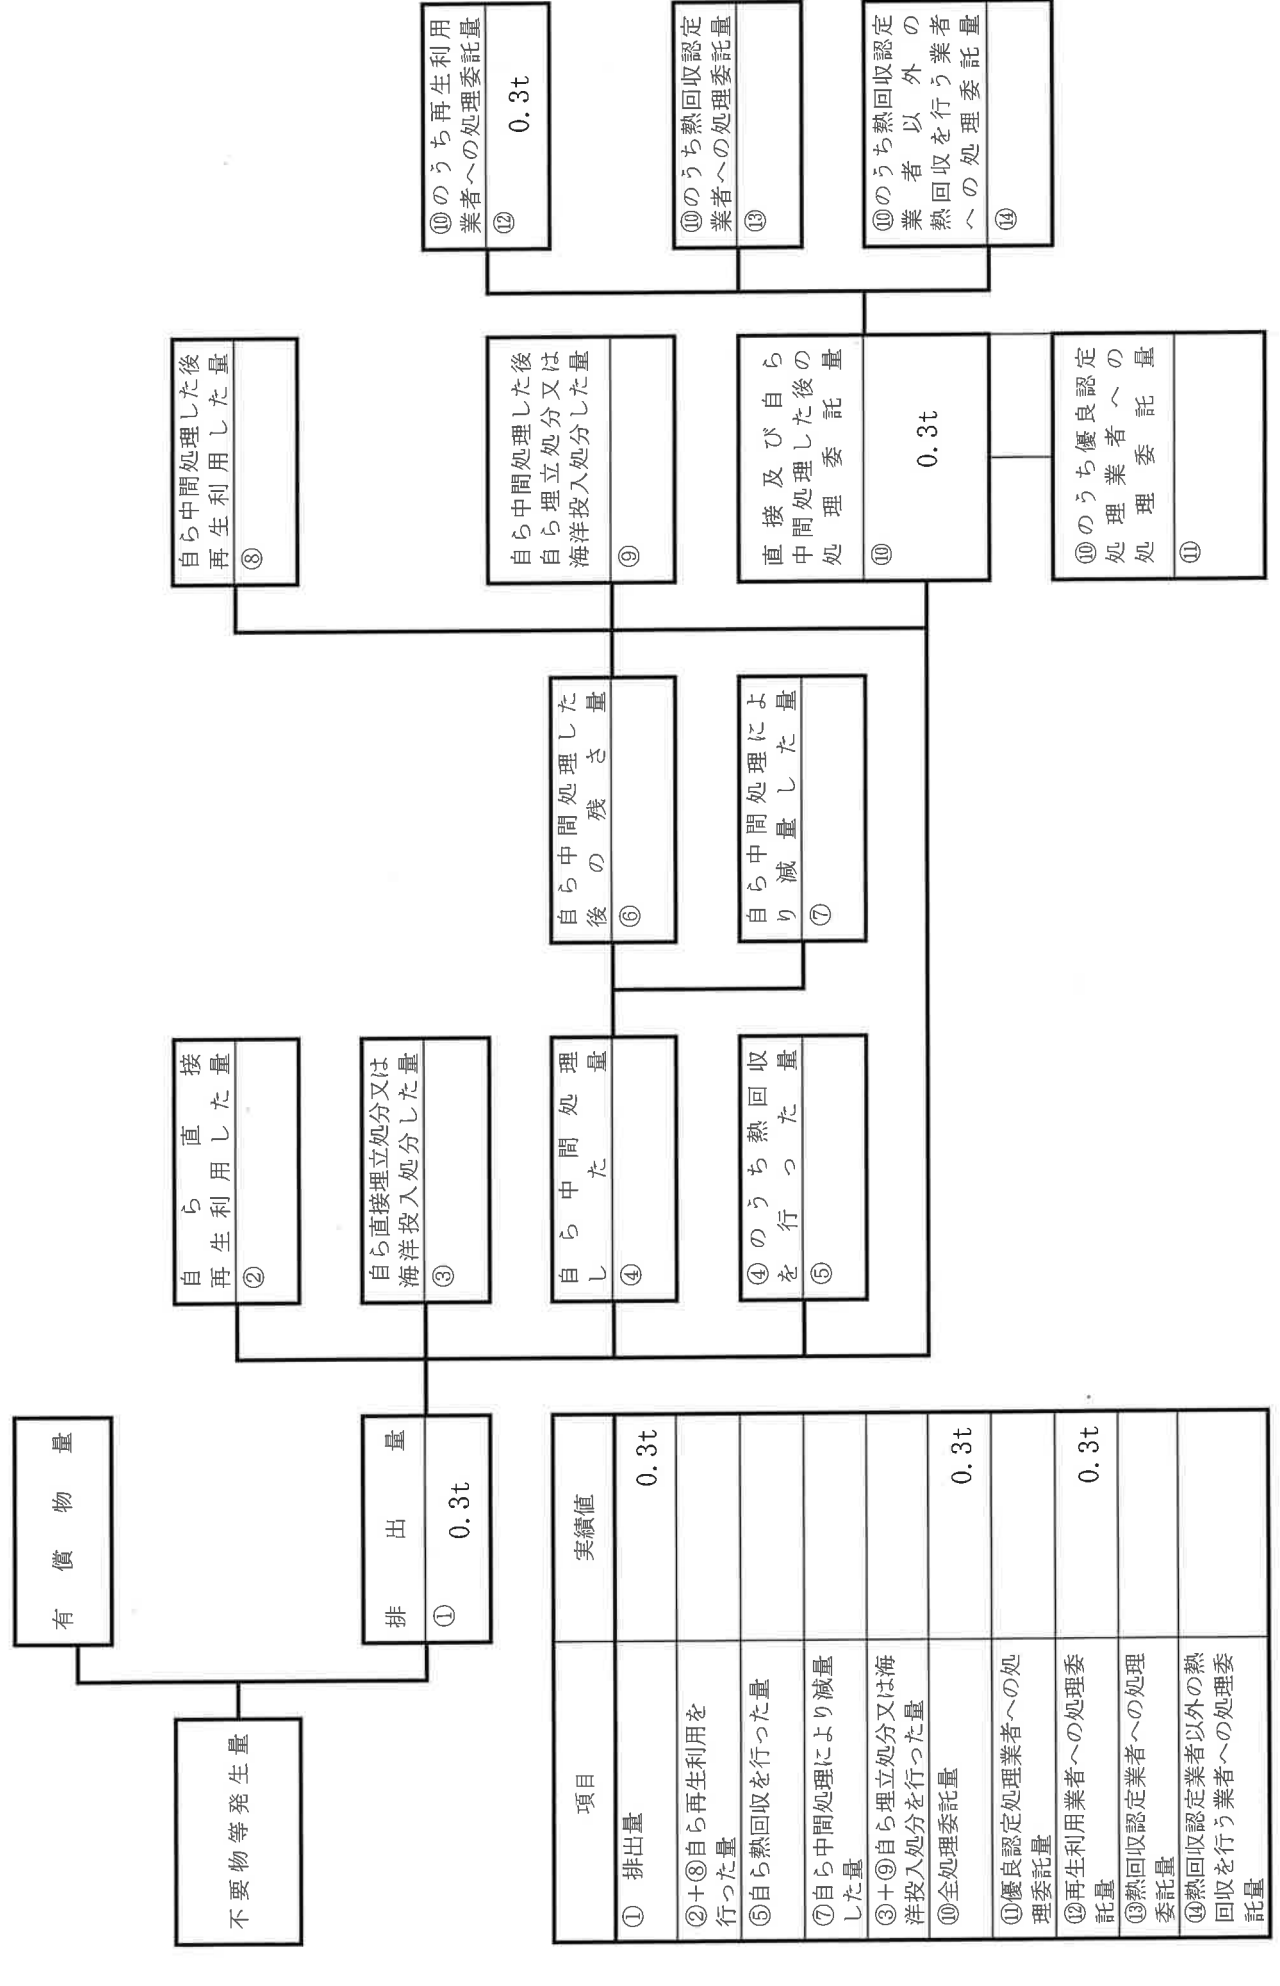 不要物等発生量
有償物量
排出量
①
0.3t
自ら直接
再生利用した量
②
自ら直接埋立処分又は
海洋投入処分した量
③
自ら中間処理
した量
④
④のうち熱回収
を行った量
⑤
自ら中間処理した
後の残さ量
⑥
自ら中間処理によ
り減量した量
⑦
自ら中間処理した後
再生利用した量
⑧
自ら中間処理した後
自ら埋立処分又は
海洋投入処分した量
⑨
直接及び自ら
中間処理した後の
処理委託量
⑩
0.3t
⑩のうち優良認定
処理業者への
処理委託量
⑪
⑩のうち再生利用
業者への処理委託量
⑫
0.3t
⑩のうち熱回収認定
業者への処理委託量
⑬
⑩のうち熱回収認定
業者以外の
熱回収を行う業者
への処理委託量
⑭
項目 実績値
① 排出量 0.3t
②+⑧自ら再生利用を
行った量
⑤自ら熱回収を行った量
⑦自ら中間処理により減量
した量
③+⑨自ら埋立処分又は海
洋投入処分を行った量
⑩全処理委託量 0.3t
⑪優良認定処理業者への処
理委託量
⑫再生利用業者への処理委
託量 0.3t
⑬熱回収認定業者への処理
委託量
⑭熱回収認定業者以外の熱
回収を行う業者への処理委
託量